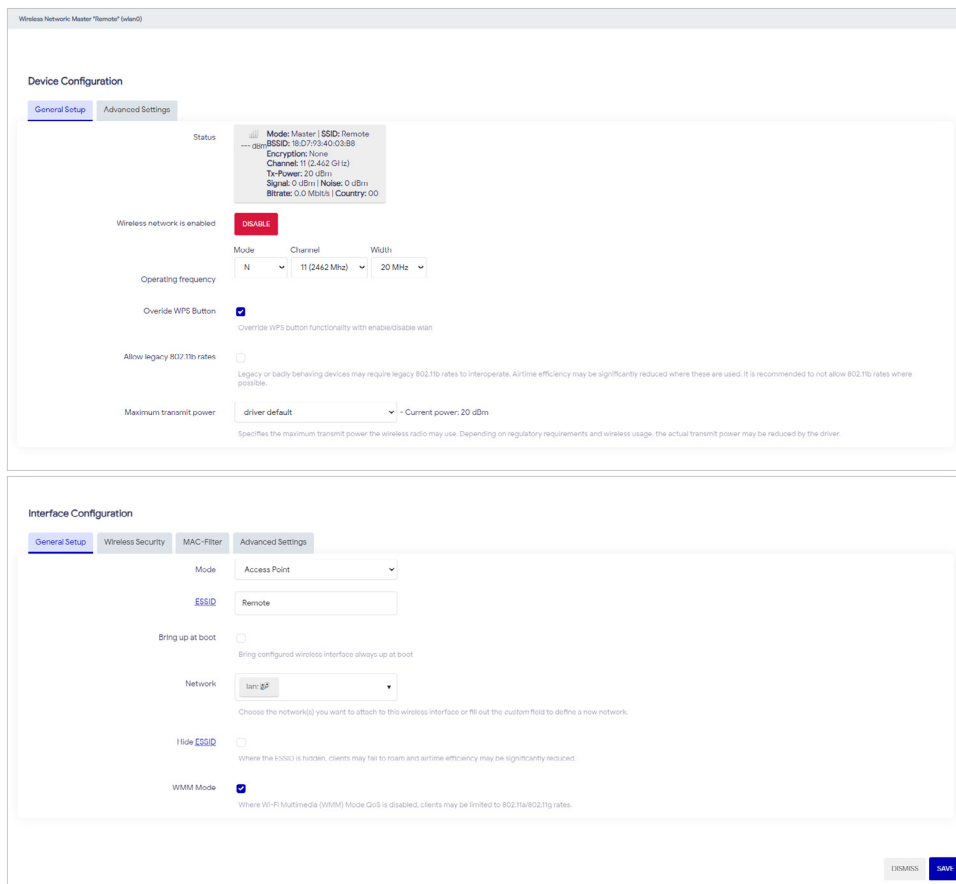 Wireless Network: Master "Remote" (wlan0)
Device Configuration
General Setup
Advanced Settings
Status
Mode: Master | SSID: Remote
--- dBm BSSID: 18:D7:93:40:03:B8
Encryption: None
Channel: 11 (2.462 GHz)
Tx-Power: 20 dBm
Signal: 0 dBm | Noise: 0 dBm
Bitrate: 0.0 Mbit/s | Country: 00
Wireless network is enabled
DISABLE
Mode Channel Width
N 11 (2462 Mhz) 20 MHz
Operating frequency
Overide WPS Button
Override WPS button functionality with enable/disable wlan
Allow legacy 802.11b rates
Legacy or badly behaving devices may require legacy 802.11b rates to interoperate. Airtime efficiency may be significantly reduced where these are used. It is recommended to not allow 802.11b rates where
possible.
Maximum transmit power
driver default
- Current power: 20 dBm
Specifies the maximum transmit power the wireless radio may use. Depending on regulatory requirements and wireless usage, the actual transmit power may be reduced by the driver.
Interface Configuration
General Setup
Wireless Security
MAC-Filter
Advanced Settings
Mode
Access Point
ESSID
Remote
Bring up at boot
Bring configured wireless interface always up at boot
Network
lan:
Choose the network(s) you want to attach to this wireless interface or fill out the custom field to define a new network.
Hide ESSID
Where the ESSID is hidden, clients may fail to roam and airtime efficiency may be significantly reduced.
WMM Mode
Where Wi-Fi Multimedia (WMM) Mode QoS is disabled, clients may be limited to 802.11a/802.11g rates.
DISMISS
SAVE